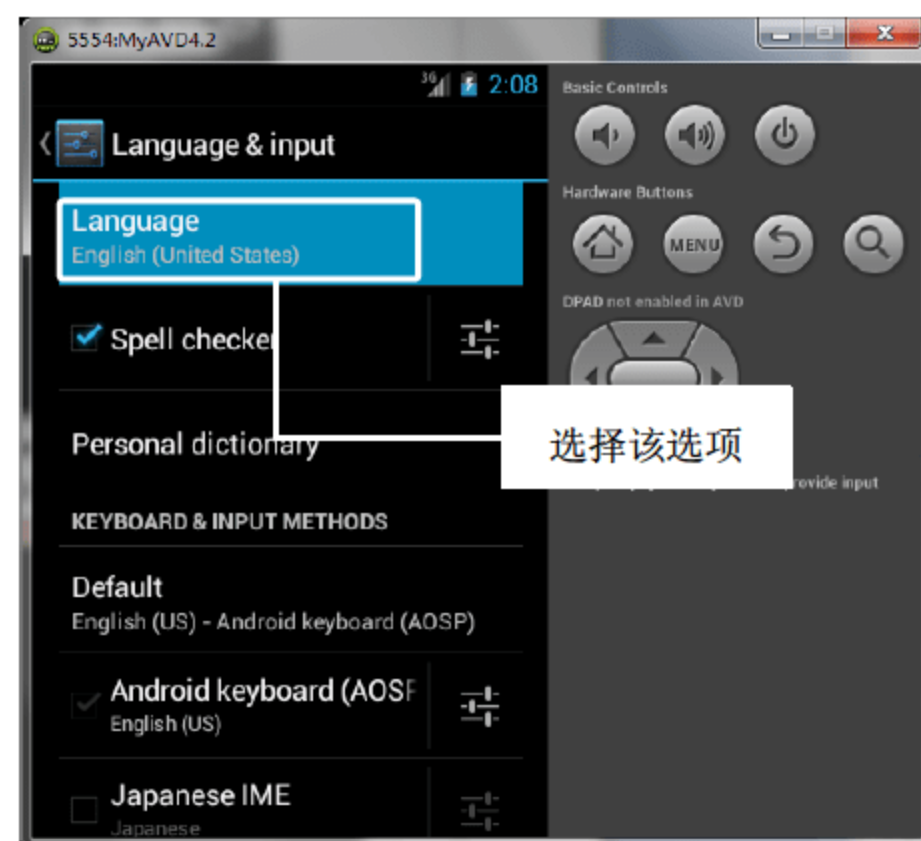 5554:MyAVD4.2
3G 2:08
Language & input
Language
English (United States)
Spell checker
Personal dictionary
KEYBOARD & INPUT METHODS
Default
English (US) - Android keyboard (AOSP)
Android keyboard (AOSP
English (US)
Japanese IME
Japanese
Basic Controls
Hardware Buttons
MENU
DPAD not enabled in AVD
选择该选项
provide input